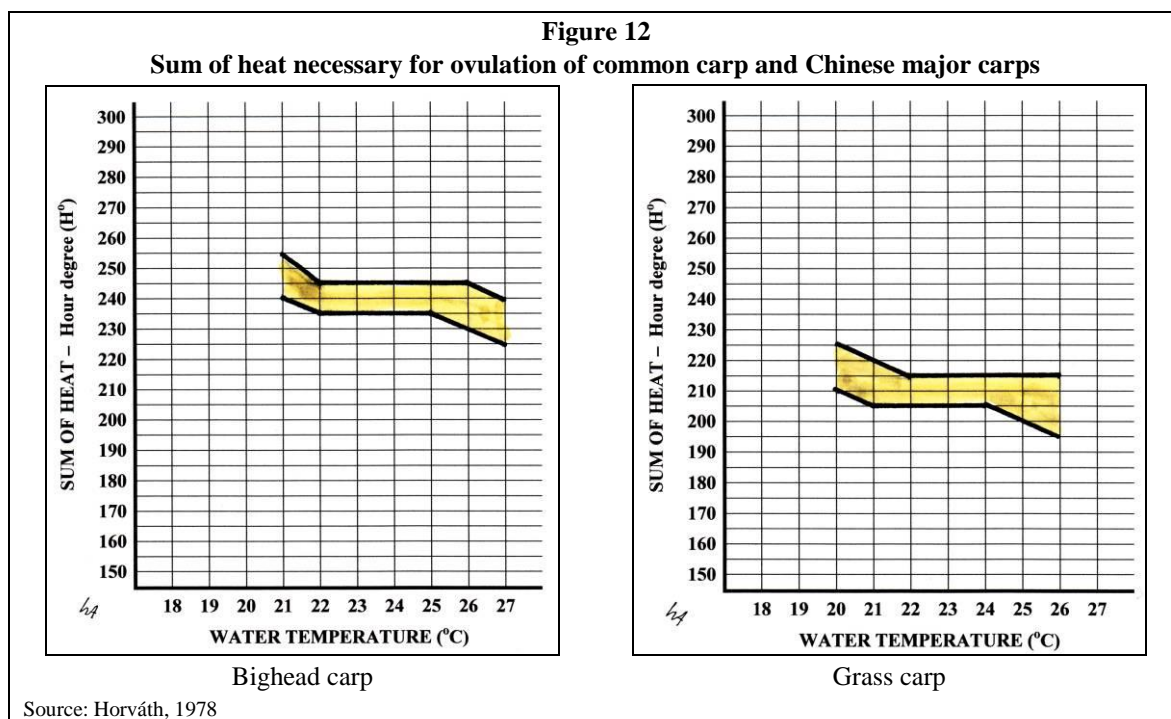 Figure 12
Sum of heat necessary for ovulation of common carp and Chinese major carps
SUM OF HEAT – Hour degree (Hº)
300
290
280
270
260
250
240
230
220
210
200
190
180
170
160
150
18 19 20 21 22 23 24 25 26 27
WATER TEMPERATURE (ºC)
Bighead carp
SUM OF HEAT – Hour degree (Hº)
300
290
280
270
260
250
240
230
220
210
200
190
180
170
160
150
18 19 20 21 22 23 24 25 26 27
WATER TEMPERATURE (ºC)
Grass carp
Source: Horváth, 1978